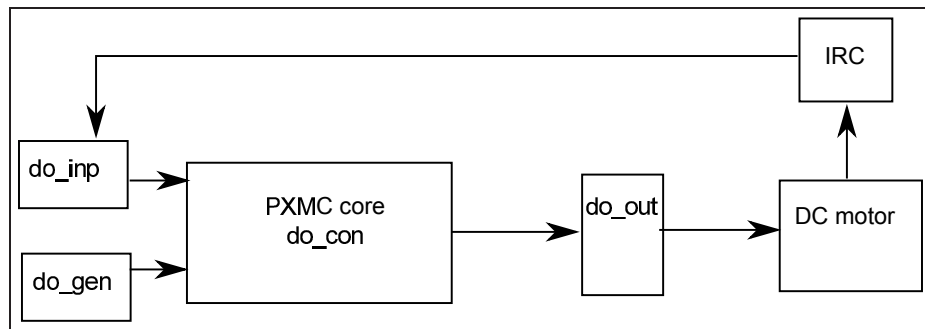 IRC
do_inp
PXMC core
do_con
do_out
DC motor
do_gen